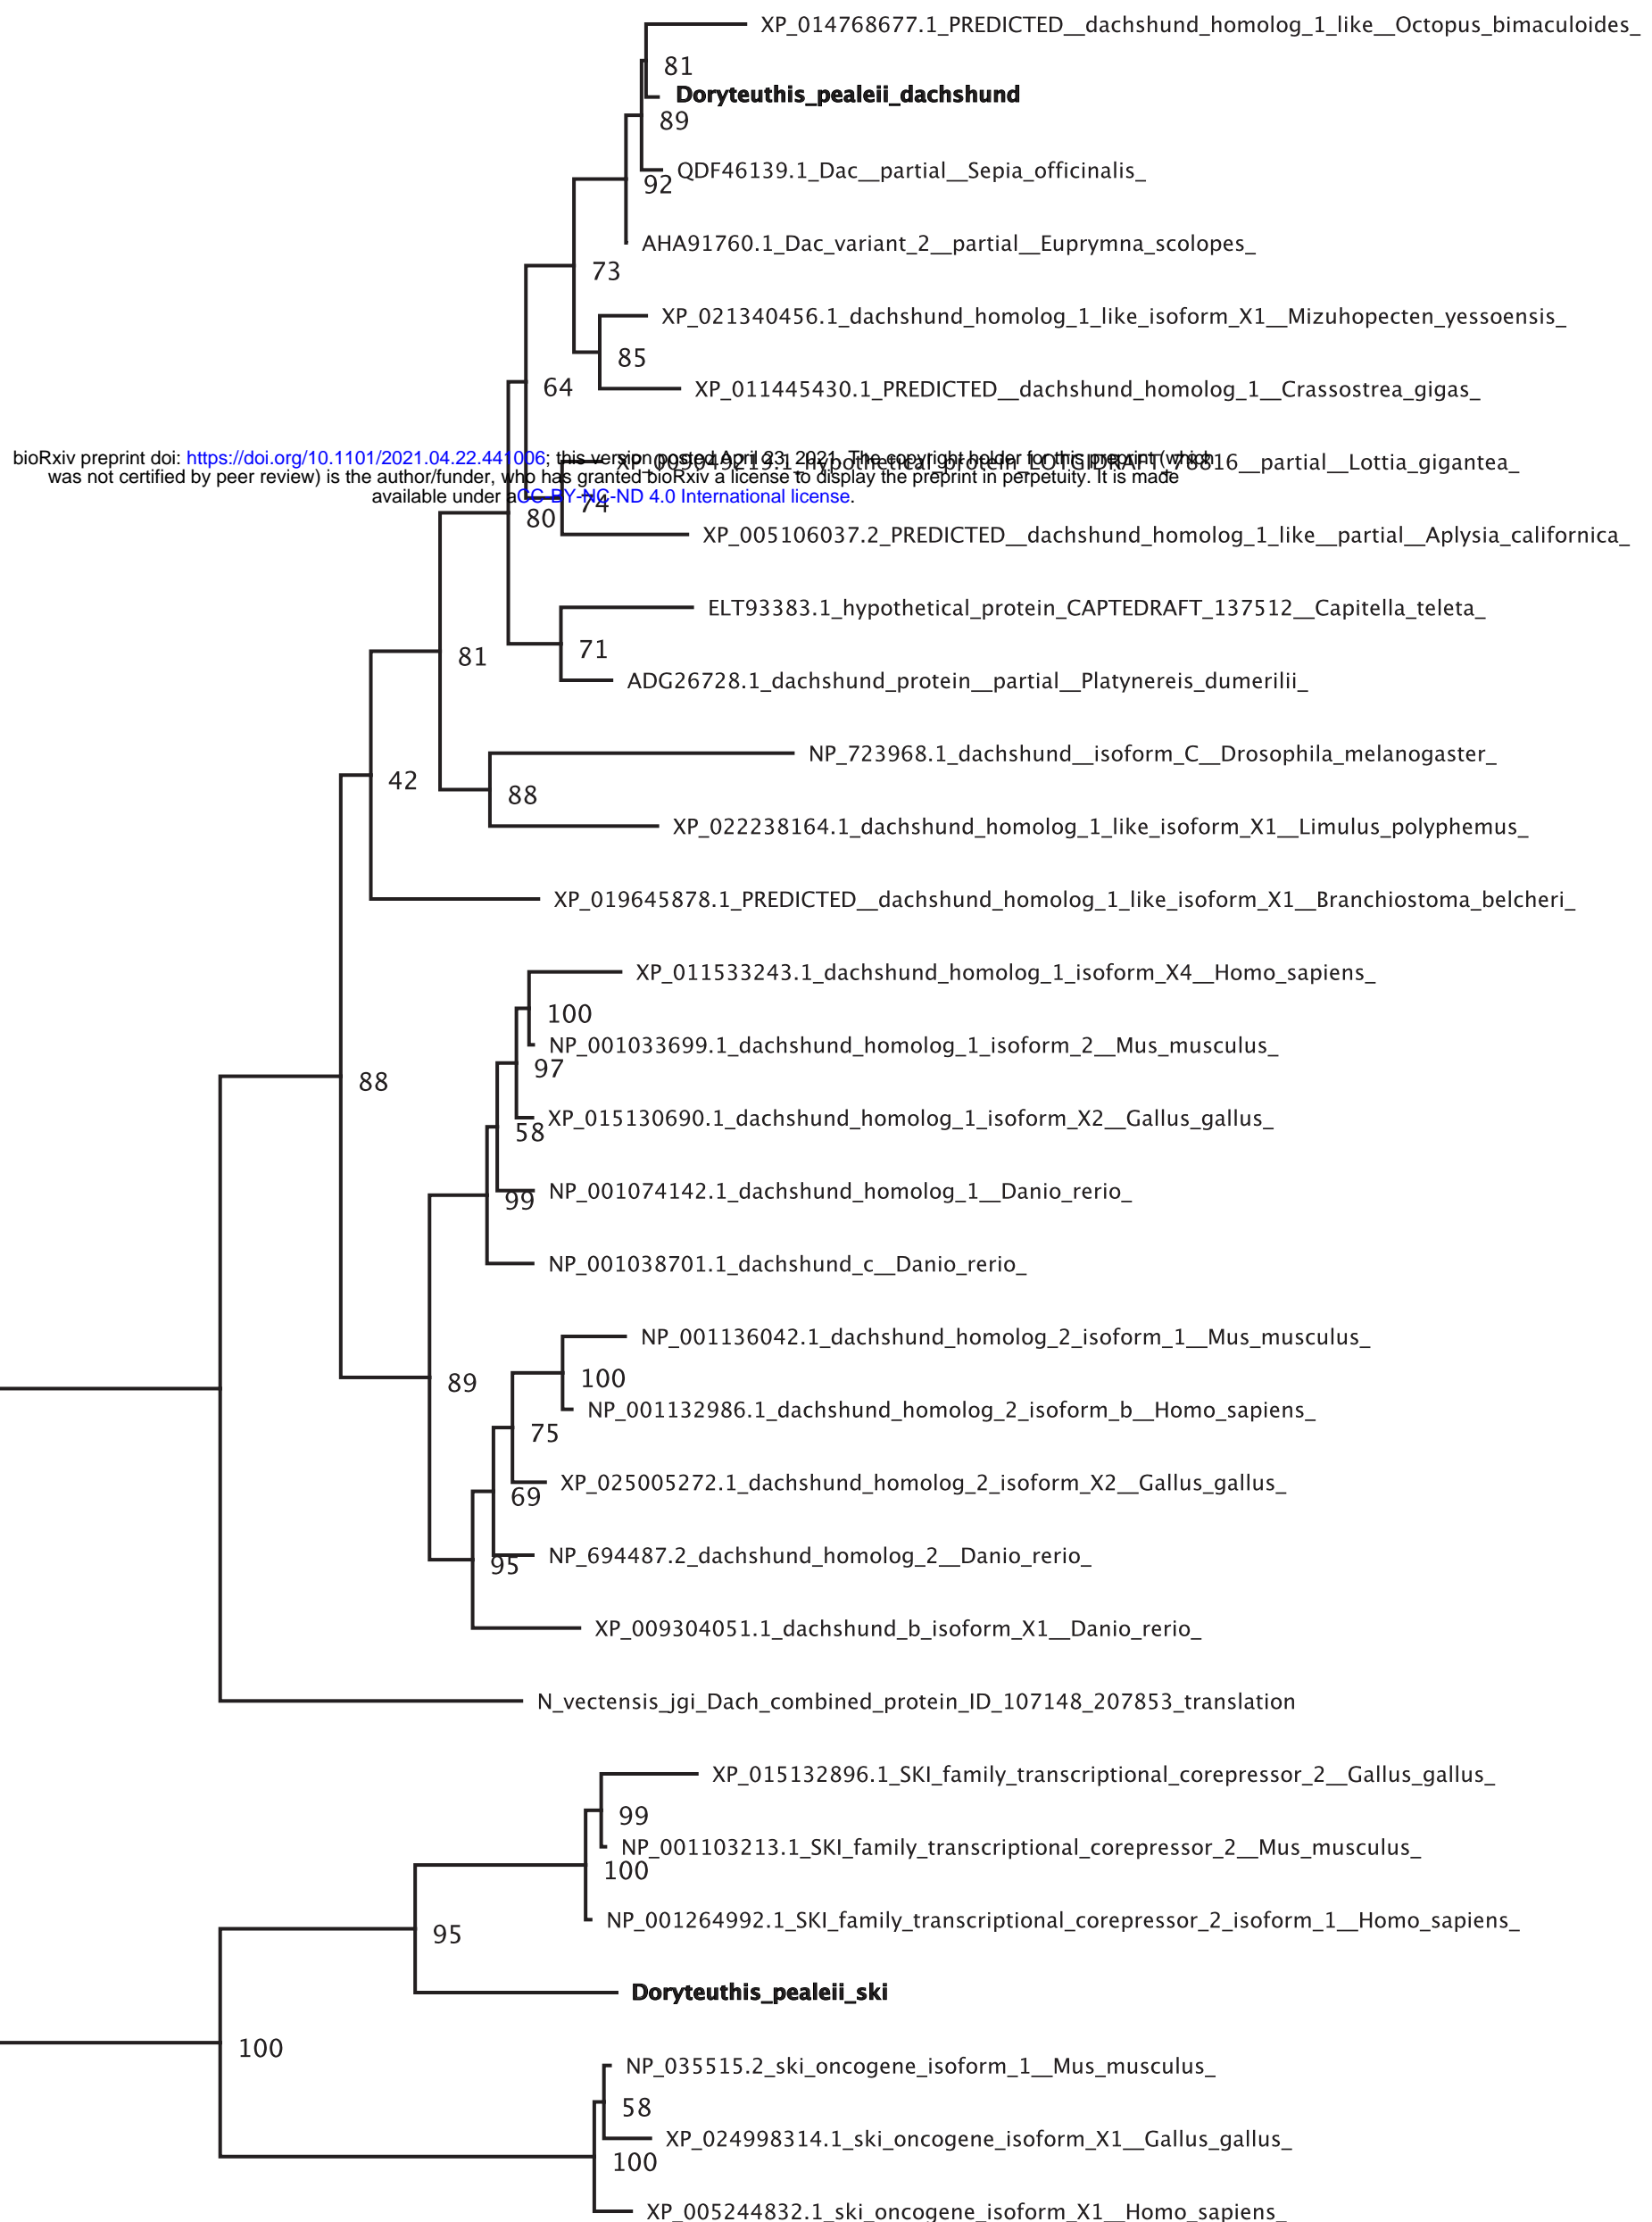 XP_014768677.1_PREDICTED__dachshund_homolog_1_like__Octopus_bimaculoides_
81
Doryteuthis_pealeii_dachshund
89
QDF46139.1_Dac__partial__Sepia_officinalis_
92
AHA91760.1_Dac_variant_2__partial__Euprymna_scolopes_
73
XP_021340456.1_dachshund_homolog_1_like_isoform_X1__Mizuhopecten_yessoensis_
85
64
XP_011445430.1_PREDICTED__dachshund_homolog_1__Crassostrea_gigas_
bioRxiv preprint doi: https://doi.org/10.1101/2021.04.22.441006; this version posted April 23, 2021. The copyright holder for this preprint (which
XP_009049219.1_hypothetical_protein_LOTGIDRAFT_78816__partial__Lottia_gigantea_
was not certified by peer review) is the author/funder, who has granted bioRxiv a license to display the preprint in perpetuity. It is made
available under aCC-BY-NC-ND 4.0 International license.
74
80
XP_005106037.2_PREDICTED__dachshund_homolog_1_like__partial__Aplysia_californica_
ELT93383.1_hypothetical_protein_CAPTEDRAFT_137512__Capitella_teleta_
71
81
ADG26728.1_dachshund_protein__partial__Platynereis_dumerilii_
NP_723968.1_dachshund__isoform_C__Drosophila_melanogaster_
42
88
XP_022238164.1_dachshund_homolog_1_like_isoform_X1__Limulus_polyphemus_
XP_019645878.1_PREDICTED__dachshund_homolog_1_like_isoform_X1__Branchiostoma_belcheri_
XP_011533243.1_dachshund_homolog_1_isoform_X4__Homo_sapiens_
100
NP_001033699.1_dachshund_homolog_1_isoform_2__Mus_musculus_
97
88
XP_015130690.1_dachshund_homolog_1_isoform_X2__Gallus_gallus_
58
NP_001074142.1_dachshund_homolog_1__Danio_rerio_
99
NP_001038701.1_dachshund_c__Danio_rerio_
NP_001136042.1_dachshund_homolog_2_isoform_1__Mus_musculus_
100
89
NP_001132986.1_dachshund_homolog_2_isoform_b__Homo_sapiens_
75
XP_025005272.1_dachshund_homolog_2_isoform_X2__Gallus_gallus_
69
NP_694487.2_dachshund_homolog_2__Danio_rerio_
95
XP_009304051.1_dachshund_b_isoform_X1__Danio_rerio_
N_vectensis_jgi_Dach_combined_protein_ID_107148_207853_translation
XP_015132896.1_SKI_family_transcriptional_corepressor_2__Gallus_gallus_
99
NP_001103213.1_SKI_family_transcriptional_corepressor_2__Mus_musculus_
100
NP_001264992.1_SKI_family_transcriptional_corepressor_2_isoform_1__Homo_sapiens_
95
Doryteuthis_pealeii_ski
100
NP_035515.2_ski_oncogene_isoform_1__Mus_musculus_
58
XP_024998314.1_ski_oncogene_isoform_X1__Gallus_gallus_
100
XP_005244832.1_ski_oncogene_isoform_X1__Homo_sapiens_